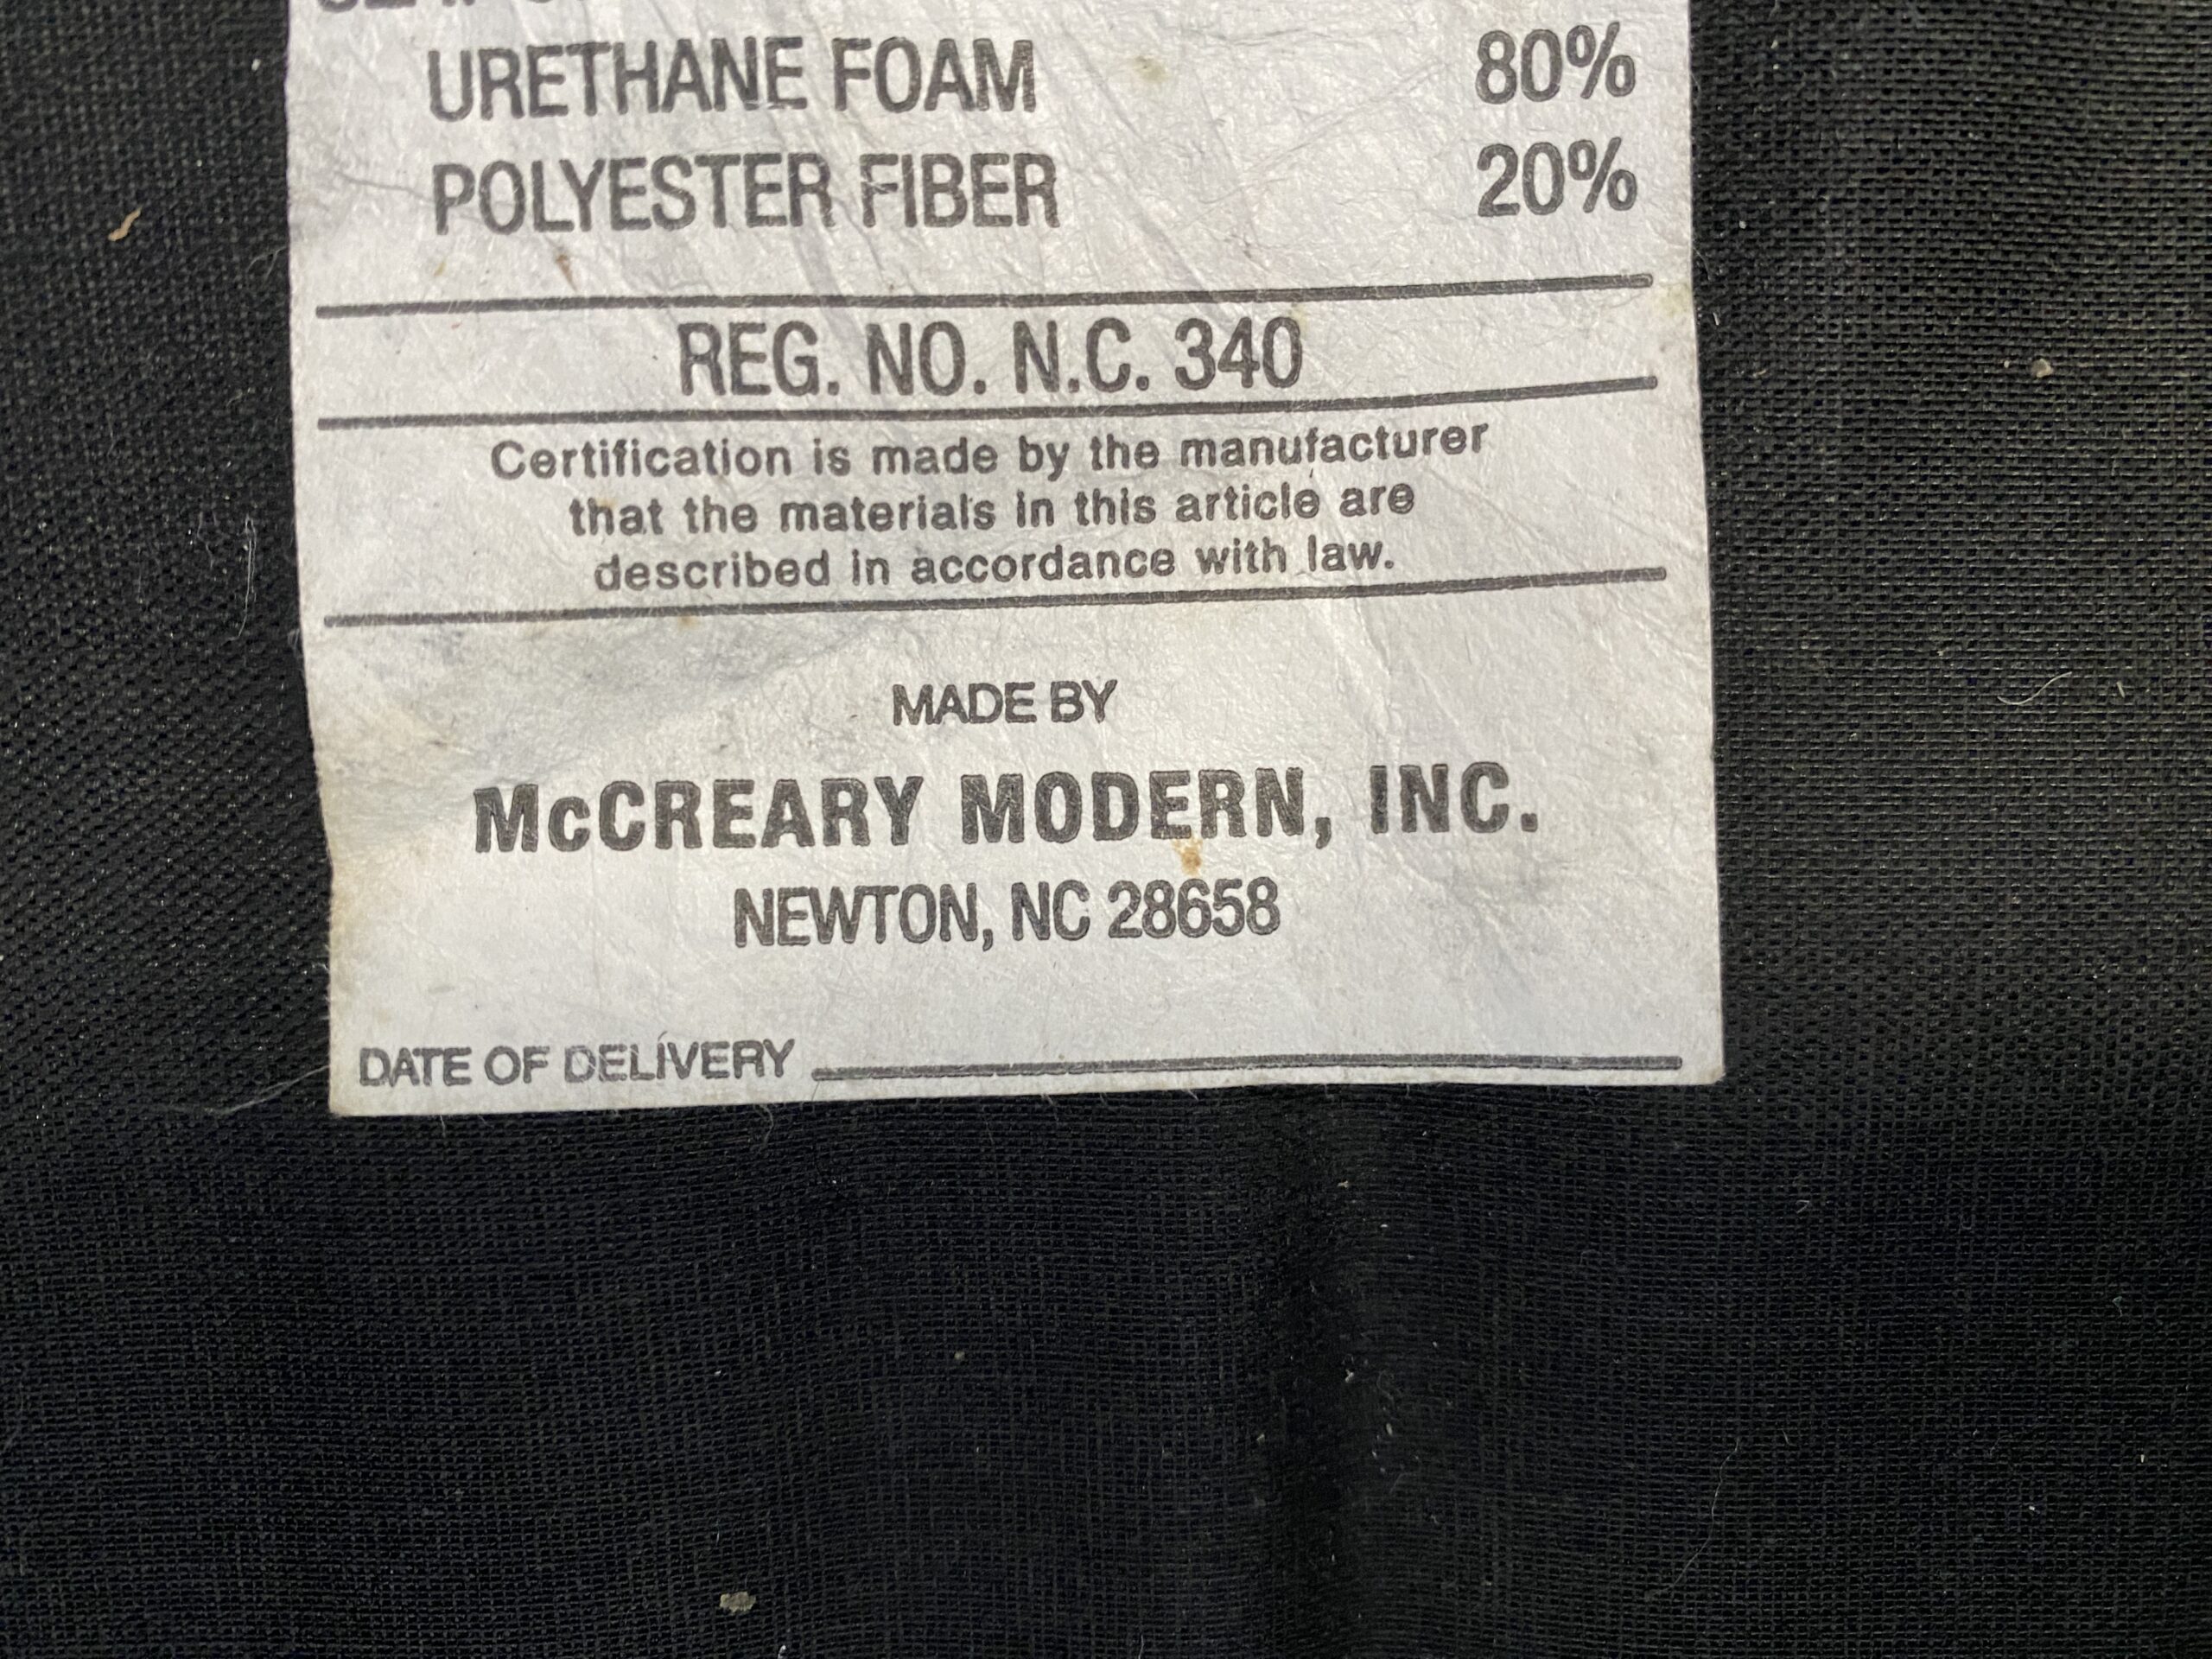 URETHANE FOAM 80%
POLYESTER FIBER 20%
REG. NO. N.C. 340
Certification is made by the manufacturer
that the materials in this article are
described in accordance with law.
MADE BY
McCREARY MODERN, INC.
NEWTON, NC 28658
DATE OF DELIVERY